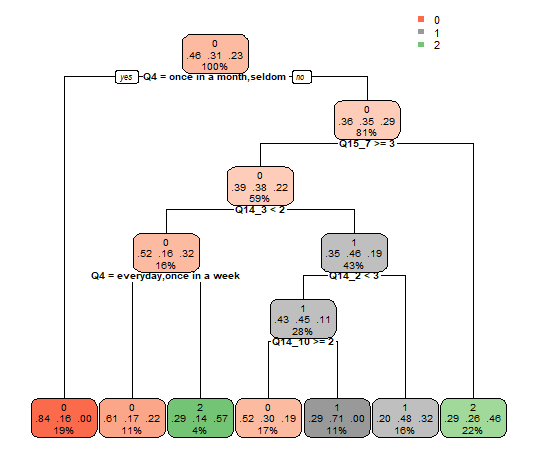 0
1
2
0
.46 .31 .23
100%
yes Q4 = once in a month,seldom no
0
.36 .35 .29
81%
Q15_7 >= 3
0
.39 .38 .22
59%
Q14_3 < 2
0
.52 .16 .32
16%
Q4 = everyday,once in a week
1
.35 .46 .19
43%
Q14_2 < 3
1
.43 .45 .11
28%
Q14_10 >= 2
0
.84 .16 .00
19%
0
.61 .17 .22
11%
2
.29 .14 .57
4%
0
.52 .30 .19
17%
1
.29 .71 .00
11%
1
.20 .48 .32
16%
2
.29 .26 .46
22%